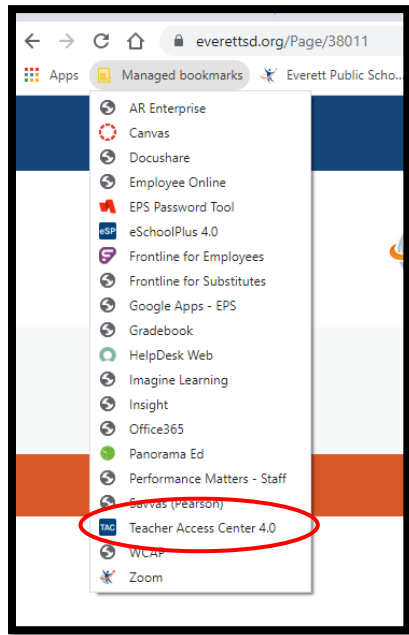 everettsd.org/Page/38011
Apps Managed bookmarks Everett Public Scho...
AR Enterprise
Canvas
Docushare
Employee Online
EPS Password Tool
eSP eSchoolPlus 4.0
Frontline for Employees
Frontline for Substitutes
Google Apps - EPS
Gradebook
HelpDesk Web
Imagine Learning
Insight
Office365
Panorama Ed
Performance Matters - Staff
Savvas (Pearson)
TAC Teacher Access Center 4.0
WCAP
Zoom